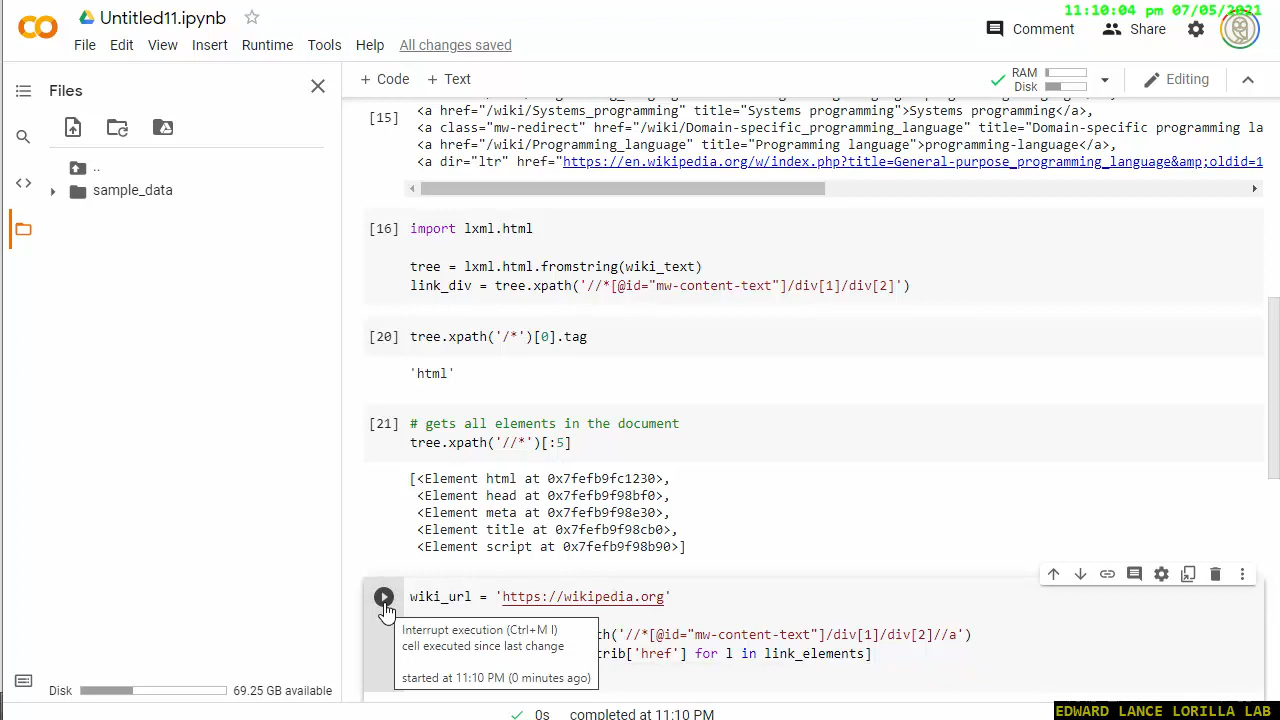 11:10:04 pm 07/05/2021
Untitled11.ipynb
File Edit View Insert Runtime Tools Help All changes saved
Comment Share
Files
+ Code + Text
RAM
Disk
Editing
..
sample_data
[15]
<a href="/wiki/Systems_programming" title="Systems programming">Systems programming</a>,
<a class="mw-redirect" href="/wiki/Domain-specific_programming_language" title="Domain-specific programming la
<a href="/wiki/Programming_language" title="Programming language">programming-language</a>,
<a dir="ltr" href="https://en.wikipedia.org/w/index.php?title=General-purpose_programming_language&amp;oldid=1
[16] import lxml.html
tree = lxml.html.fromstring(wiki_text)
link_div = tree.xpath('//*[@id="mw-content-text"]/div[1]/div[2]')
[20] tree.xpath('/*')[0].tag
'html'
[21] # gets all elements in the document
tree.xpath('//*')[:5]
[<Element html at 0x7fefb9fc1230>,
<Element head at 0x7fefb9f98bf0>,
<Element meta at 0x7fefb9f98e30>,
<Element title at 0x7fefb9f98cb0>,
<Element script at 0x7fefb9f98b90>]
wiki_url = 'https://wikipedia.org'
th('//*[@id="mw-content-text"]/div[1]/div[2]//a')
trib['href'] for l in link_elements]
Interrupt execution (Ctrl+M I)
cell executed since last change
started at 11:10 PM (0 minutes ago)
Disk 69.25 GB available
0s completed at 11:10 PM
EDWARD LANCE LORILLA LAB